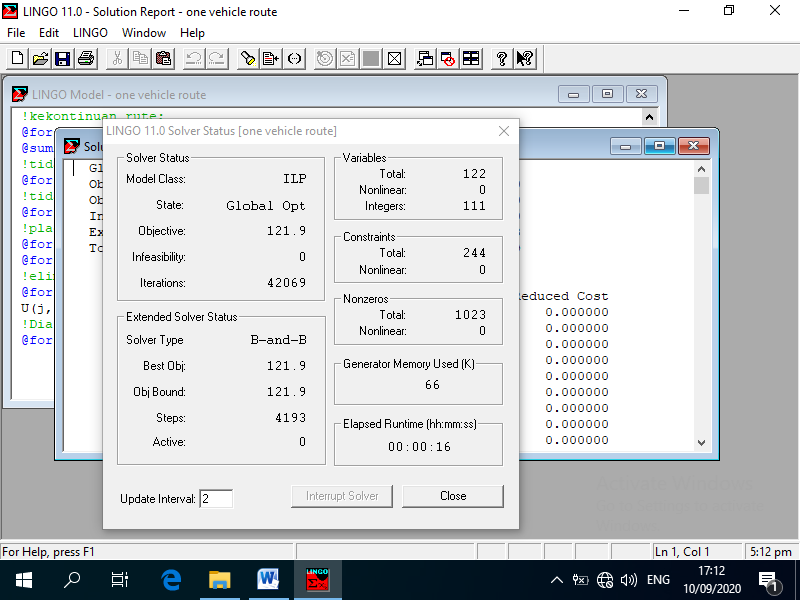 LINGO 11.0 - Solution Report - one vehicle route
File Edit LINGO Window Help
LINGO Model - one vehicle route
!kekontinuan rute;
@for
@sum
!tid
@for
!tid
@for
!pla
@for
@for
!eli
@for
U(j,
!Dia
@for
Solu
Gl
Ob
Ob
In
Ex
To
Reduced Cost
0.000000
0.000000
0.000000
0.000000
0.000000
0.000000
0.000000
0.000000
0.000000
LINGO 11.0 Solver Status [one vehicle route]
Solver Status
Model Class: ILP
State: Global Opt
Objective: 121.9
Infeasibility: 0
Iterations: 42069
Extended Solver Status
Solver Type B-and-B
Best Obj: 121.9
Obj Bound: 121.9
Steps: 4193
Active: 0
Variables
Total: 122
Nonlinear: 0
Integers: 111
Constraints
Total: 244
Nonlinear: 0
Nonzeros
Total: 1023
Nonlinear: 0
Generator Memory Used (K)
66
Elapsed Runtime (hh:mm:ss)
00:00:16
Update Interval: 2 Interrupt Solver Close
For Help, press F1 Ln 1, Col 1 5:12 pm
ENG 17:12
10/09/2020
1